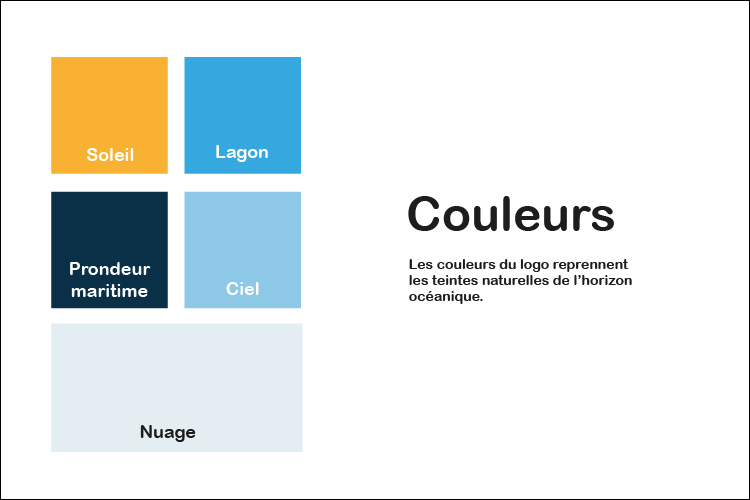 Soleil
Lagon
Prondeur
maritime
Ciel
Nuage
Couleurs
Les couleurs du logo reprennent
les teintes naturelles de l’horizon
océanique.